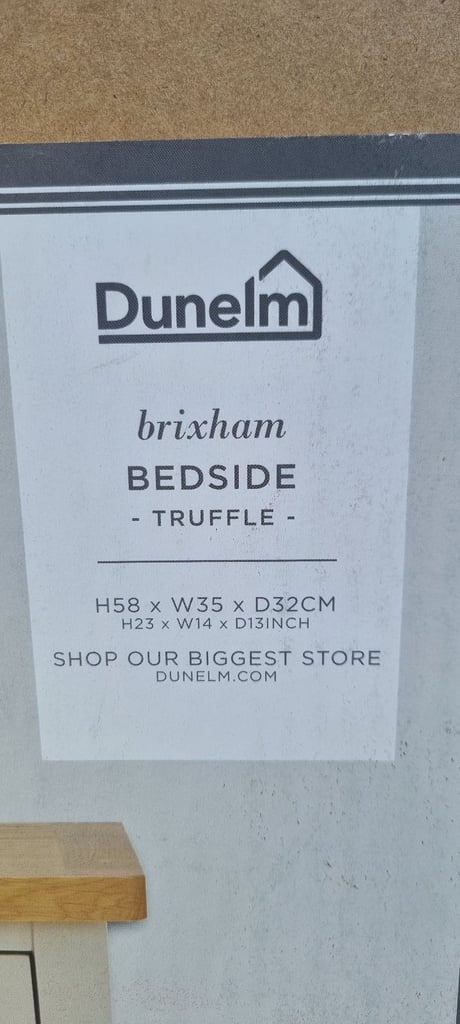 Dunelm
brixham
BEDSIDE
- TRUFFLE -
H58 x W35 x D32CM
H23 x W14 x D13INCH
SHOP OUR BIGGEST STORE
DUNELM.COM